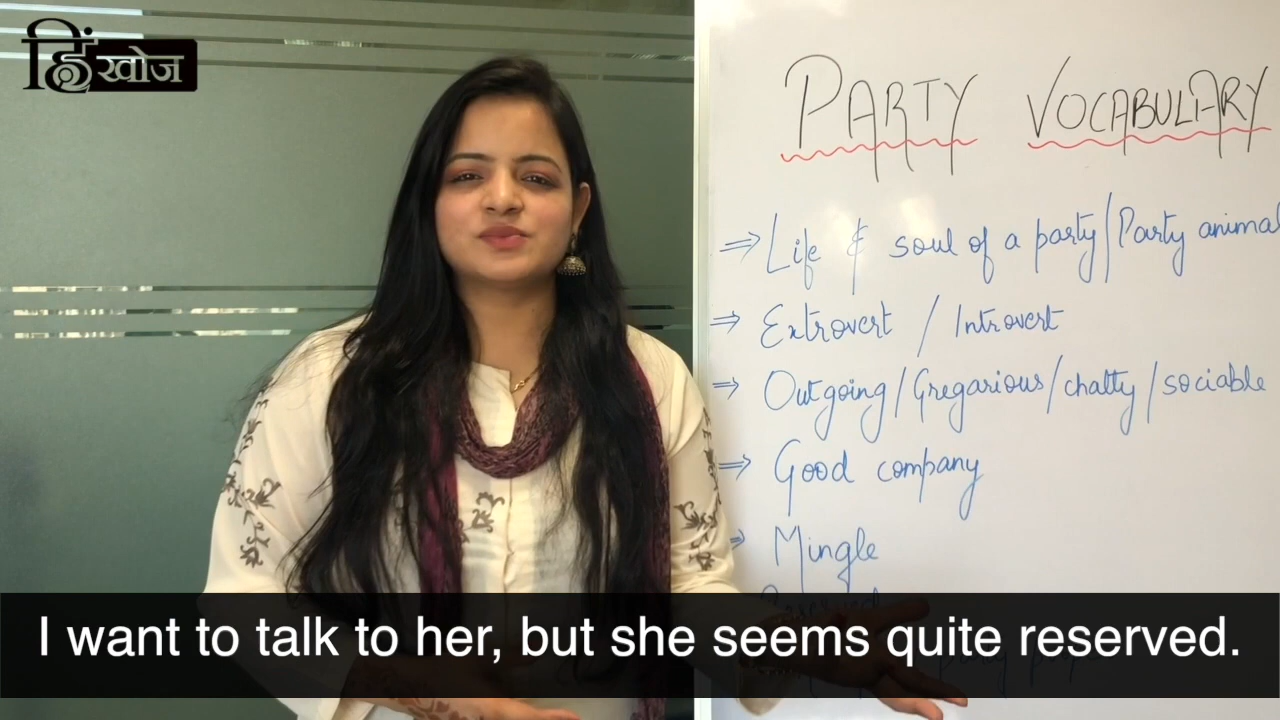 हिंखोज
PARTY VOCABULARY
⇒ Life & soul of a party/Party animal
⇒ Extrovert / Introvert
⇒ Outgoing/Gregarious/chatty/sociable
⇒ Good company
⇒ Mingle
Reserved
I want to talk to her, but she seems quite reserved.